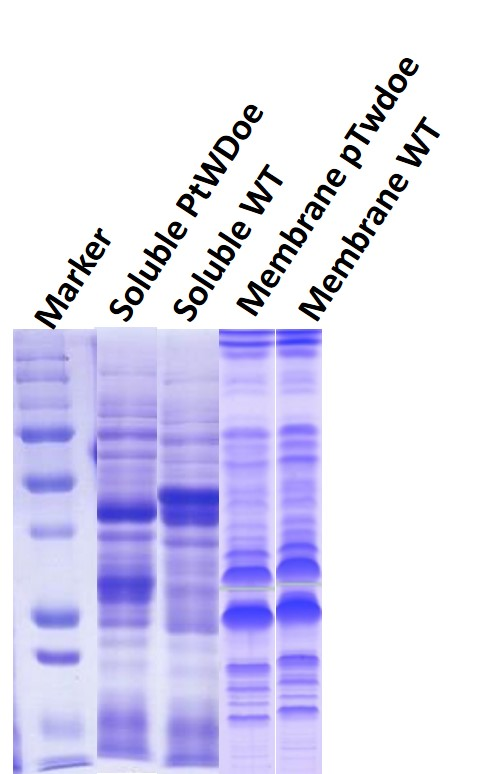 Marker
Soluble PtWDoe
Soluble WT
Membrane pTwdoe
Membrane WT